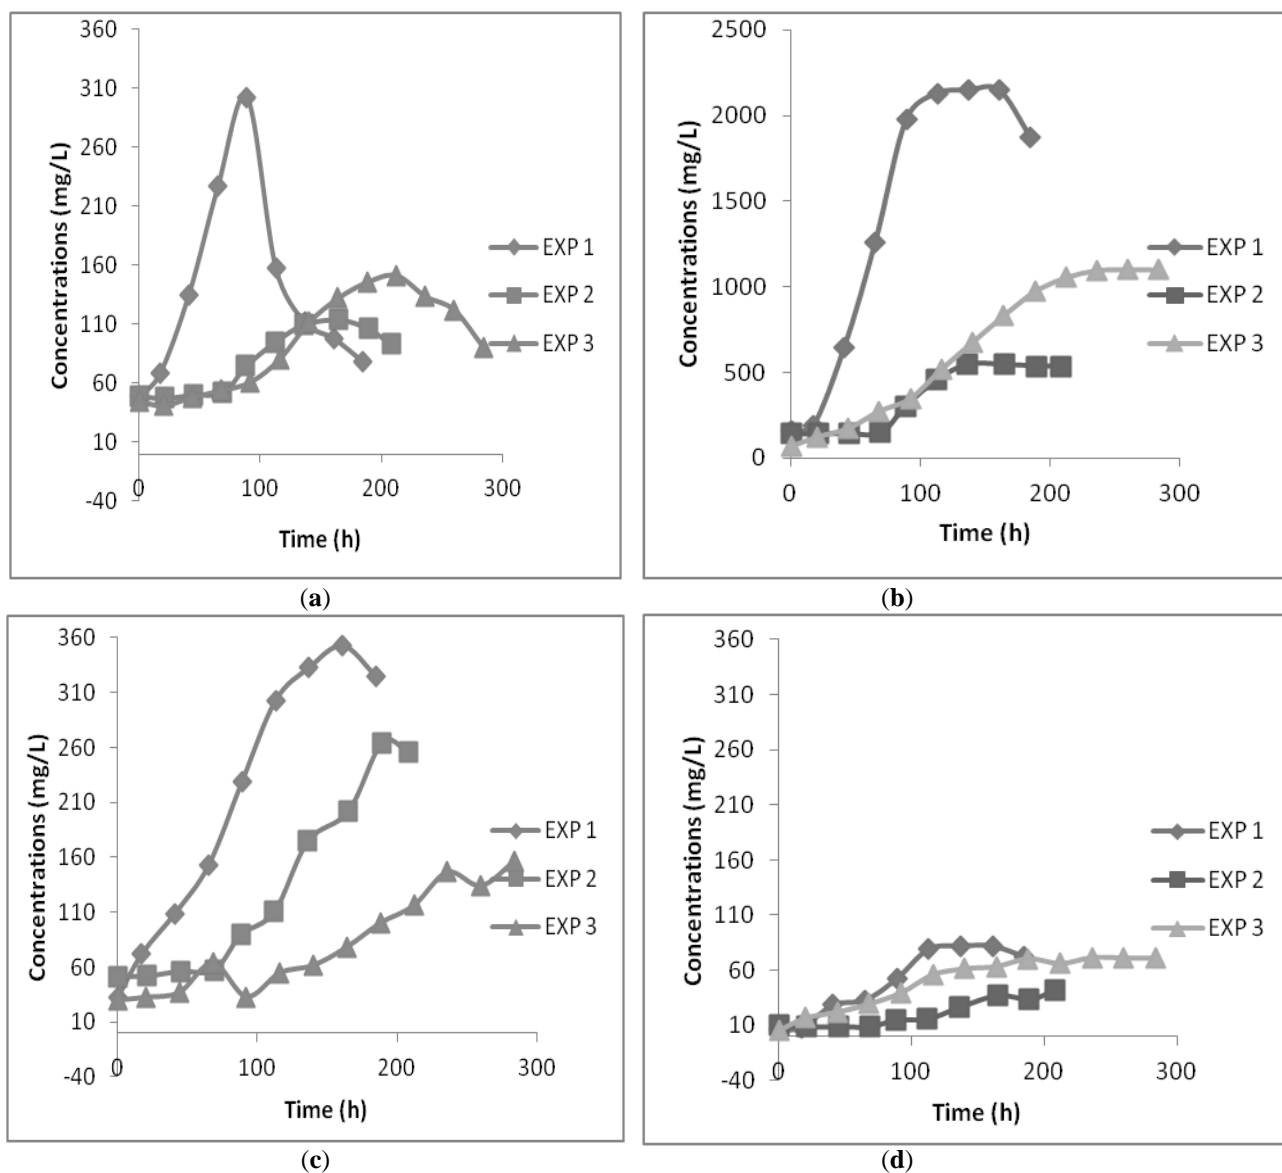 360
310
260
210
160
110
60
10
-40
Concentrations (mg/L)
0
100
200
300
Time (h)
EXP 1
EXP 2
EXP 3
(a)
2500
2000
1500
1000
500
0
Concentrations (mg/L)
0
100
200
300
Time (h)
EXP 1
EXP 2
EXP 3
(b)
360
310
260
210
160
110
60
10
-40
Concentrations (mg/L)
0
100
200
300
Time (h)
EXP 1
EXP 2
EXP 3
(c)
360
310
260
210
160
110
60
10
-40
Concentrations (mg/L)
0
100
200
300
Time (h)
EXP 1
EXP 2
EXP 3
(d)